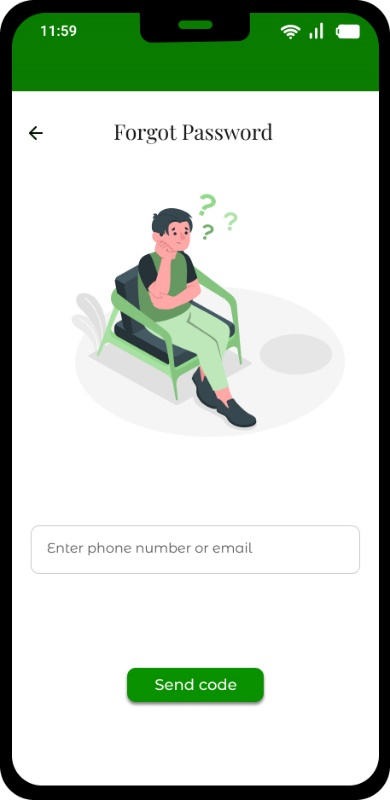 11:59
Forgot Password
? ? ?
Enter phone number or email
Send code